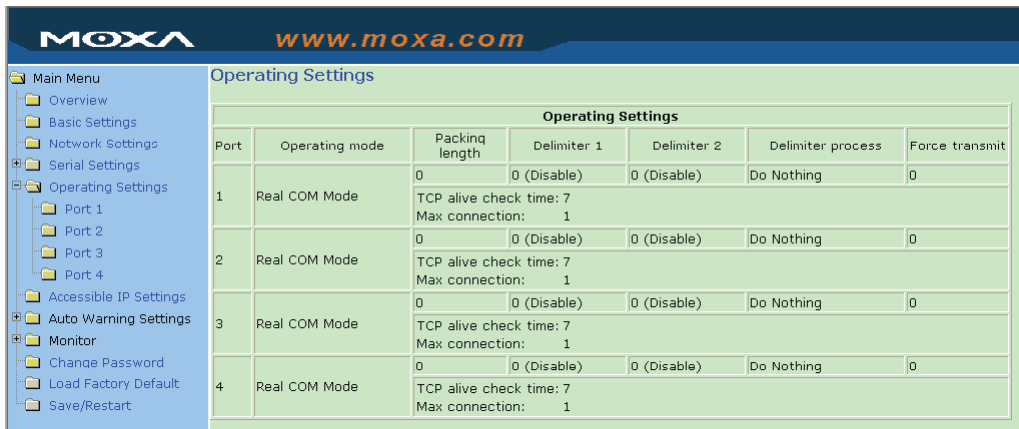 MOXA www.moxa.com
Main Menu
Overview
Basic Settings
Network Settings
Serial Settings
Operating Settings
Port 1
Port 2
Port 3
Port 4
Accessible IP Settings
Auto Warning Settings
Monitor
Change Password
Load Factory Default
Save/Restart
Operating Settings
Operating Settings
Port Operating mode Packing length Delimiter 1 Delimiter 2 Delimiter process Force transmit
1 Real COM Mode 0 0 (Disable) 0 (Disable) Do Nothing 0
TCP alive check time: 7
Max connection: 1
2 Real COM Mode 0 0 (Disable) 0 (Disable) Do Nothing 0
TCP alive check time: 7
Max connection: 1
3 Real COM Mode 0 0 (Disable) 0 (Disable) Do Nothing 0
TCP alive check time: 7
Max connection: 1
4 Real COM Mode 0 0 (Disable) 0 (Disable) Do Nothing 0
TCP alive check time: 7
Max connection: 1